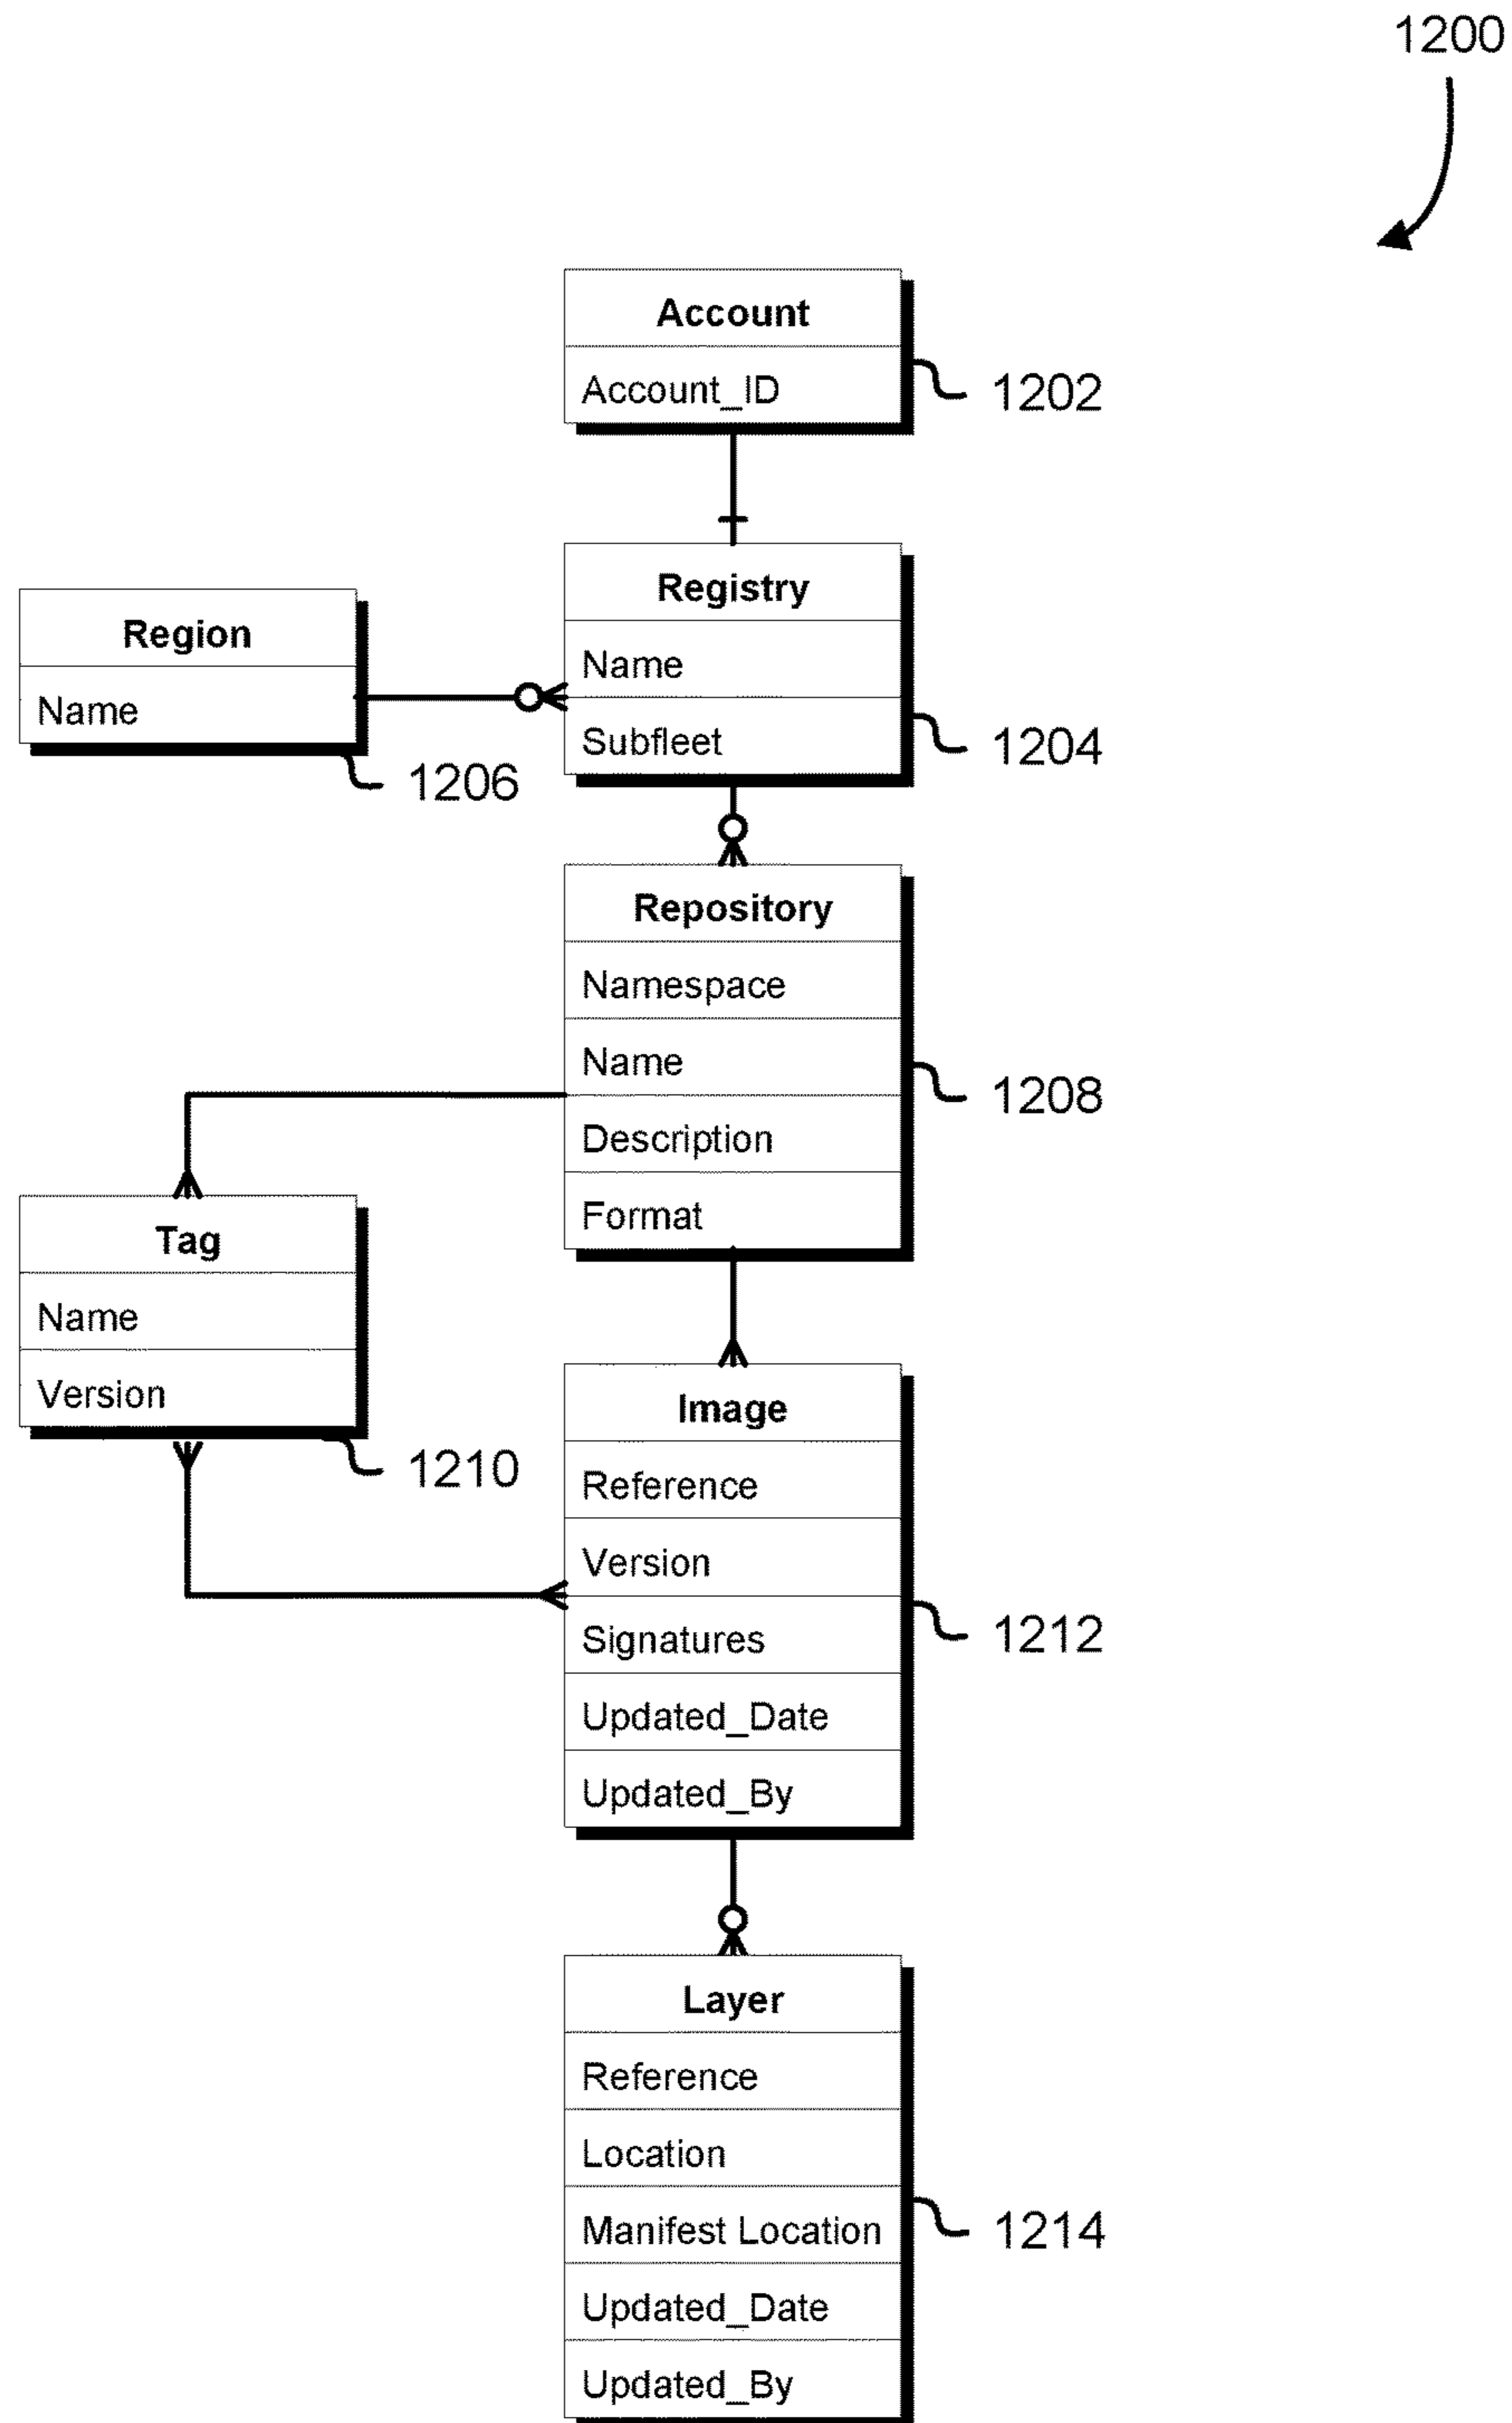 1200
Account
Account_ID
1202
Registry
Name
Subfleet
1204
Region
Name
1206
Repository
Namespace
Name
Description
Format
1208
Tag
Name
Version
1210
Image
Reference
Version
Signatures
Updated_Date
Updated_By
1212
Layer
Reference
Location
Manifest Location
Updated_Date
Updated_By
1214